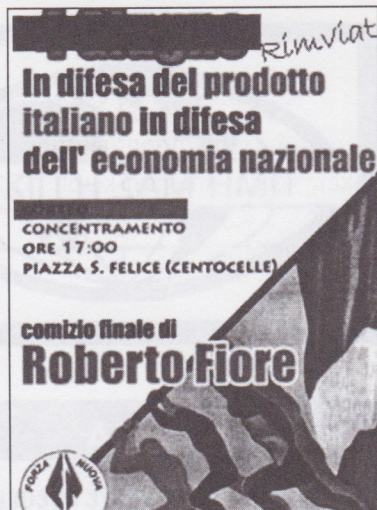 Rimviat
In difesa del prodotto
italiano in difesa
dell' economia nazionale
CONCENTRAMENTO
ORE 17:00
PIAZZA S. FELICE (CENTOCELLE)
comizio finale di
Roberto Fiore
FORZA NUOVA